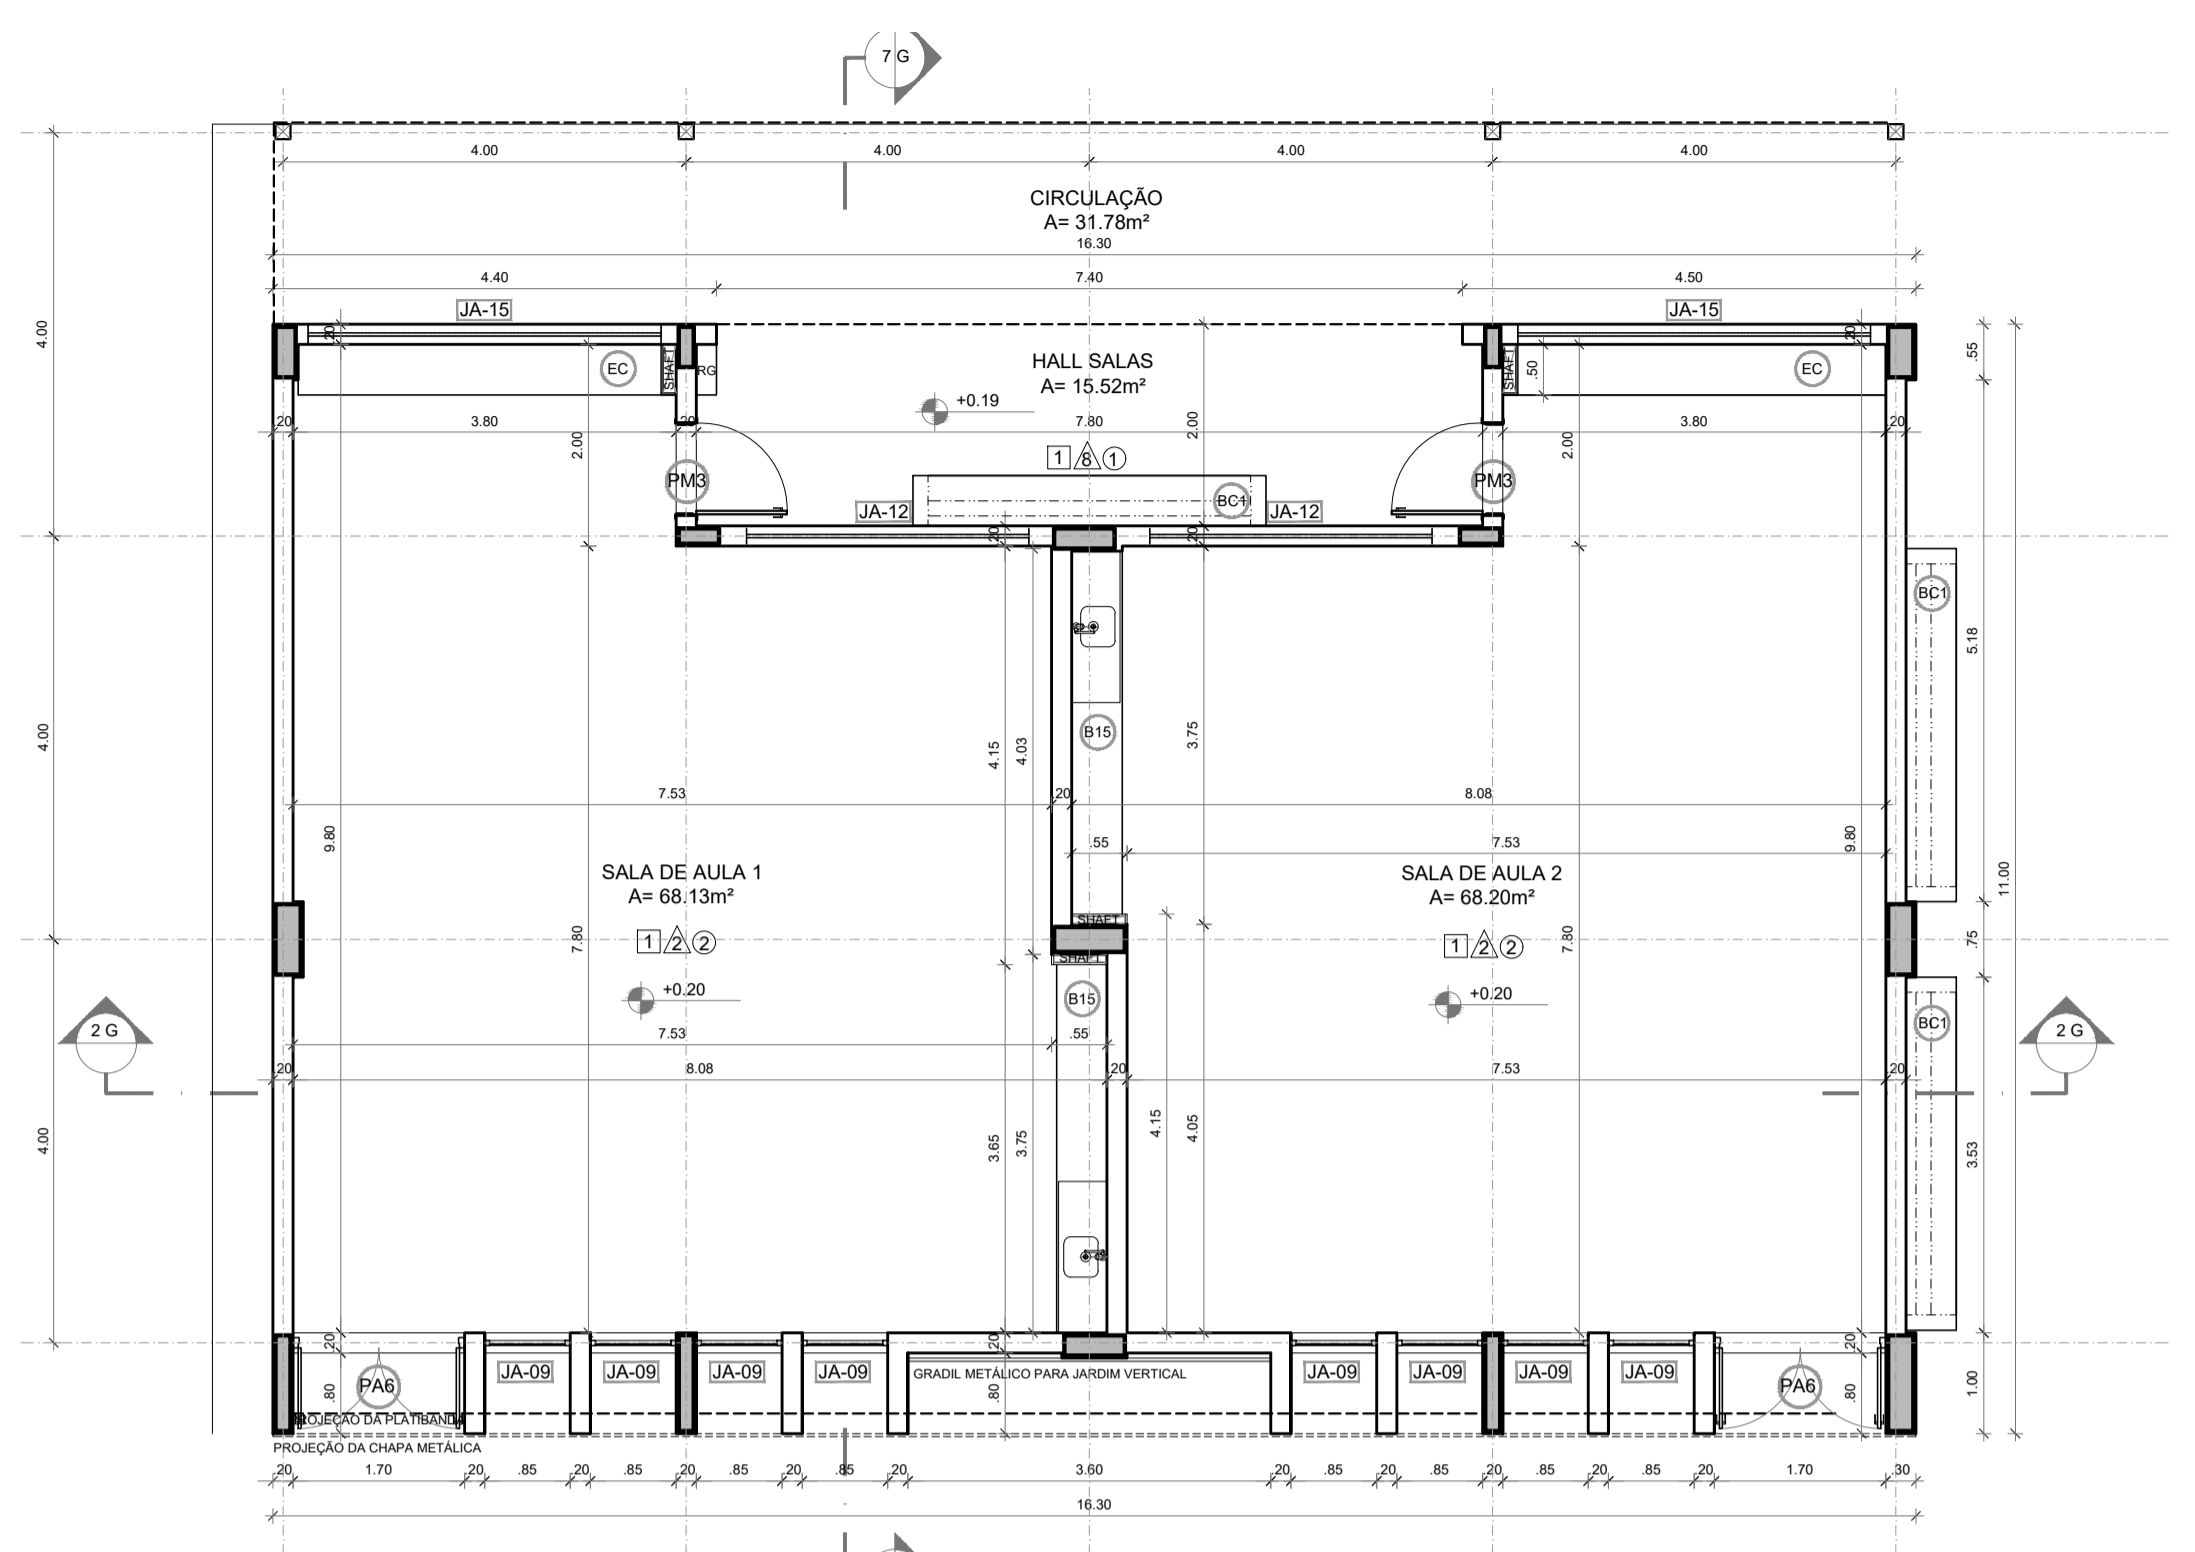 7 G
4.00
4.00
4.00
4.00
CIRCULAÇÃO
A= 31.78m²
16.30
4.40
7.40
4.50
JA-15
JA-15
4.00
.20
.20
.55
HALL SALAS
A= 15.52m²
EC
SHAFT
RG
SHAFT
.50
EC
+0.19
.20
3.80
.20
7.80
2.00
3.80
.20
2.00
2.00
1 8 1
PM3
PM3
BC1
JA-12
JA-12
.20
.20
BC1
5.18
B15
4.00
4.15
4.03
3.75
7.53
.20
8.08
9.80
.55
7.53
9.80
11.00
SALA DE AULA 1
A= 68.13m²
SALA DE AULA 2
A= 68.20m²
SHAFT
1 2 2
7.80
1 2 2
7.80
.75
SHAFT
+0.20
B15
+0.20
2 G
7.53
.55
BC1
2 G
.20
8.08
.20
7.53
.20
4.00
3.65
3.75
4.15
4.05
3.53
.20
.20
.20
PA6
JA-09
JA-09
JA-09
JA-09
GRADIL METÁLICO PARA JARDIM VERTICAL
JA-09
JA-09
JA-09
JA-09
PA6
.80
.80
.80
1.00
PROJEÇÃO DA PLATIBANDA
PROJEÇÃO DA CHAPA METÁLICA
.20
1.70
.20
.85
.20
.85
.20
.85
.20
.85
.20
3.60
.20
.85
.20
.85
.20
.85
.20
.85
.20
1.70
.30
16.30